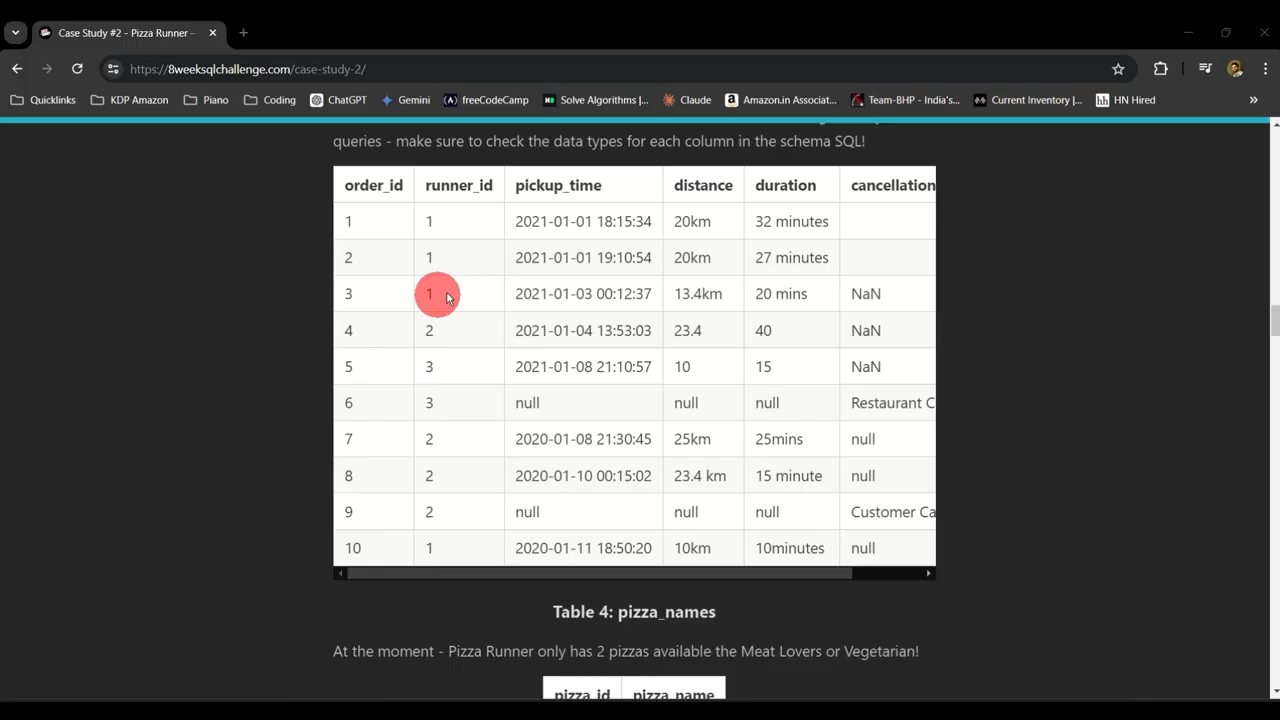 Case Study #2 - Pizza Runner –
https://8weeksqlchallenge.com/case-study-2/
Quicklinks KDP Amazon Piano Coding ChatGPT Gemini freeCodeCamp Solve Algorithms |... Claude Amazon.in Associat... Team-BHP - India's... Current Inventory |... HN Hired
queries - make sure to check the data types for each column in the schema SQL!
order_id runner_id pickup_time distance duration cancellation
1 1 2021-01-01 18:15:34 20km 32 minutes
2 1 2021-01-01 19:10:54 20km 27 minutes
3 1 2021-01-03 00:12:37 13.4km 20 mins NaN
4 2 2021-01-04 13:53:03 23.4 40 NaN
5 3 2021-01-08 21:10:57 10 15 NaN
6 3 null null null Restaurant C
7 2 2020-01-08 21:30:45 25km 25mins null
8 2 2020-01-10 00:15:02 23.4 km 15 minute null
9 2 null null null Customer Ca
10 1 2020-01-11 18:50:20 10km 10minutes null
Table 4: pizza_names
At the moment - Pizza Runner only has 2 pizzas available the Meat Lovers or Vegetarian!
pizza_id pizza_name